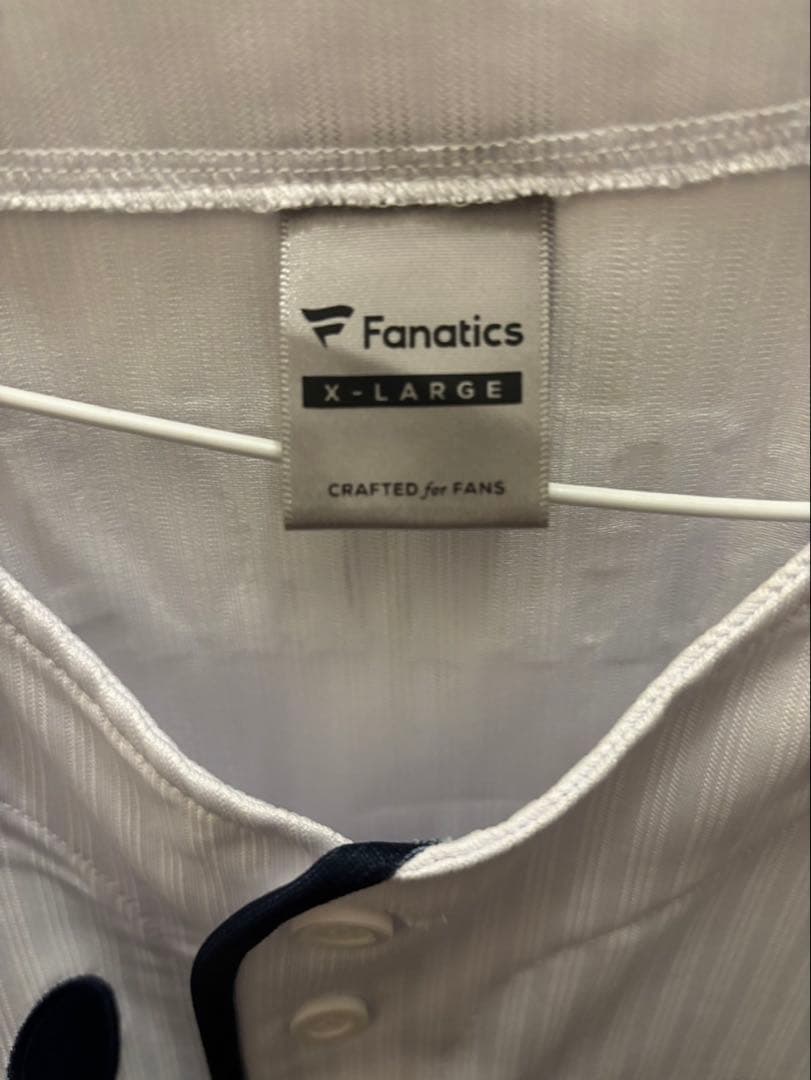 Fanatics
X-LARGE
CRAFTED for FANS